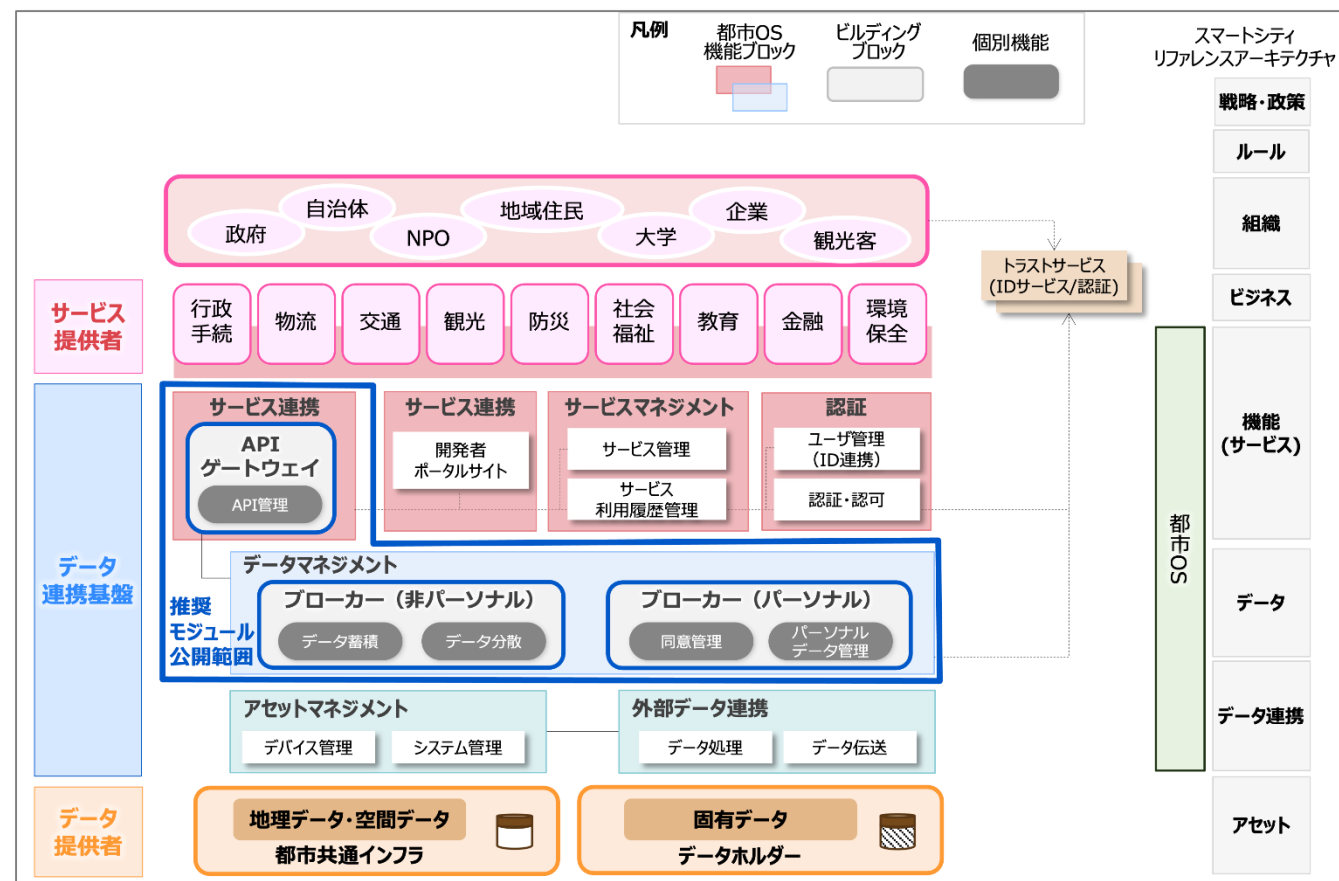 凡例
都市OS
機能ブロック
ビルディング
ブロック
個別機能
スマートシティ
リファレンスアーキテクチャ
戦略・政策
ルール
組織
ビジネス
機能
(サービス)
データ
データ連携
アセット
都市OS
政府
自治体
NPO
地域住民
大学
企業
観光客
トラストサービス
(IDサービス/認証)
サービス
提供者
行政
手続
物流
交通
観光
防災
社会
福祉
教育
金融
環境
保全
データ
連携基盤
サービス連携
API
ゲートウェイ
API管理
サービス連携
開発者
ポータルサイト
サービスマネジメント
サービス管理
サービス
利用履歴管理
認証
ユーザ管理
(ID連携)
認証・認可
データマネジメント
推奨
モジュール
公開範囲
ブローカー（非パーソナル）
データ蓄積
データ分散
ブローカー（パーソナル）
同意管理
パーソナル
データ管理
アセットマネジメント
デバイス管理
システム管理
外部データ連携
データ処理
データ伝送
データ
提供者
地理データ・空間データ
都市共通インフラ
固有データ
データホルダー